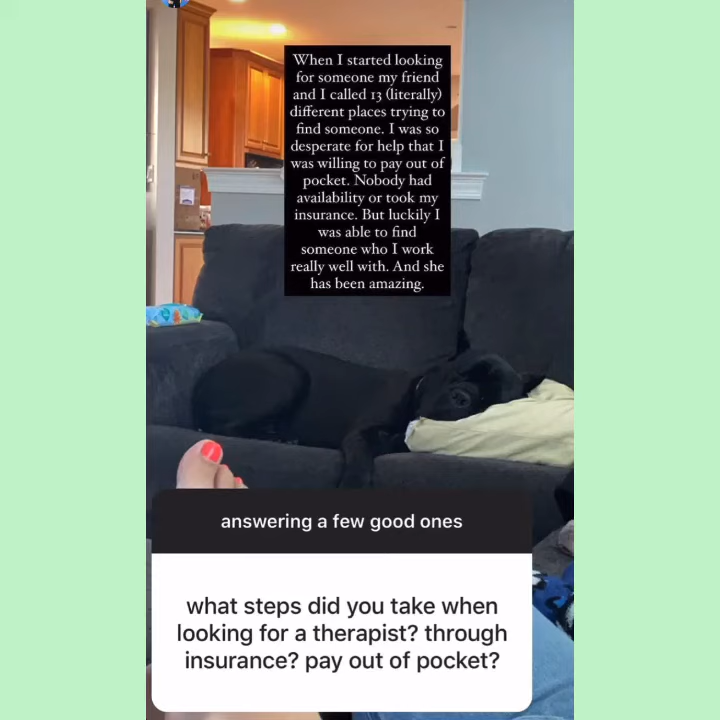 When I started looking
for someone my friend
and I called 13 (literally)
different places trying to
find someone. I was so
desperate for help that I
was willing to pay out of
pocket. Nobody had
availability or took my
insurance. But luckily I
was able to find
someone who I work
really well with. And she
has been amazing.
answering a few good ones
what steps did you take when
looking for a therapist? through
insurance? pay out of pocket?